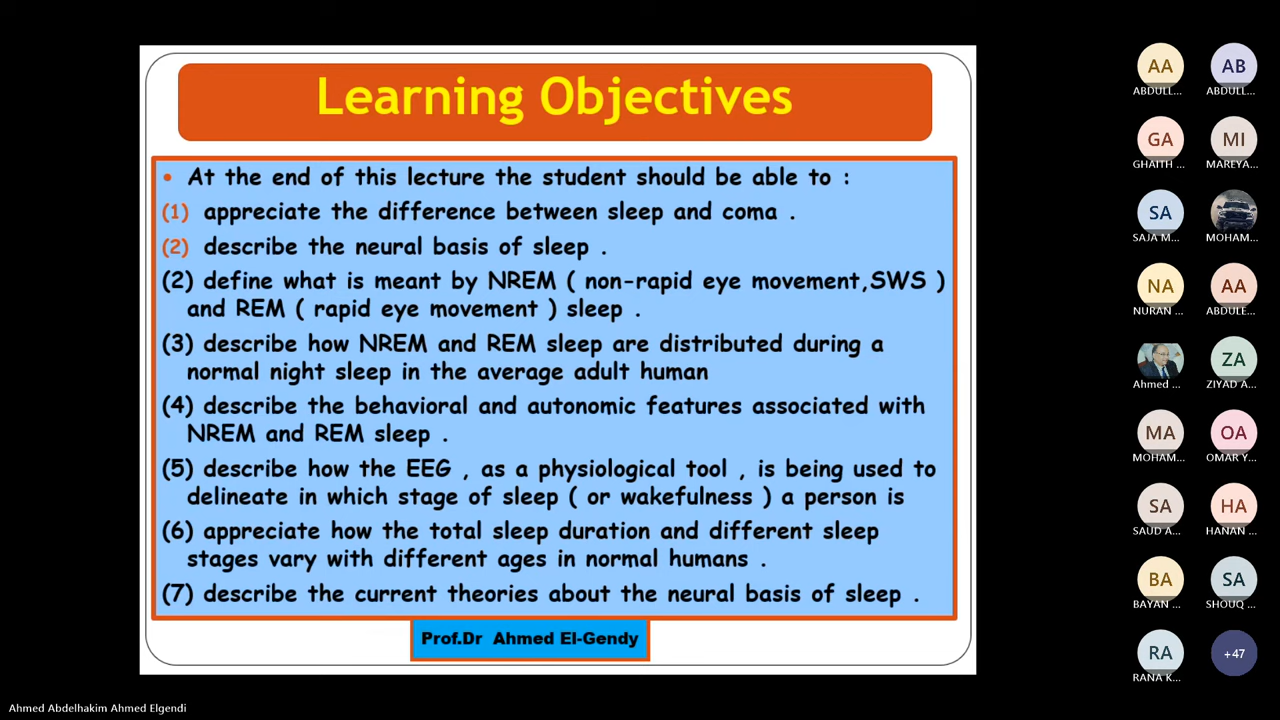 Learning Objectives
• At the end of this lecture the student should be able to :
(1) appreciate the difference between sleep and coma .
(2) describe the neural basis of sleep .
(2) define what is meant by NREM ( non-rapid eye movement,SWS )
and REM ( rapid eye movement ) sleep .
(3) describe how NREM and REM sleep are distributed during a
normal night sleep in the average adult human
(4) describe the behavioral and autonomic features associated with
NREM and REM sleep .
(5) describe how the EEG , as a physiological tool , is being used to
delineate in which stage of sleep ( or wakefulness ) a person is
(6) appreciate how the total sleep duration and different sleep
stages vary with different ages in normal humans .
(7) describe the current theories about the neural basis of sleep .
Prof.Dr Ahmed El-Gendy
AA AB
ABDULL... ABDULL...
GA MI
GHAITH ... MAREYA...
SA
SAJA M... MOHAM...
NA AA
NURAN ... ABDULE...
ZA
Ahmed ... ZIYAD A...
MA OA
MOHAM... OMAR Y...
SA HA
SAUD A... HANAN ...
BA SA
BAYAN ... SHOUQ ...
RA +47
RANA K...
Ahmed Abdelhakim Ahmed Elgendi